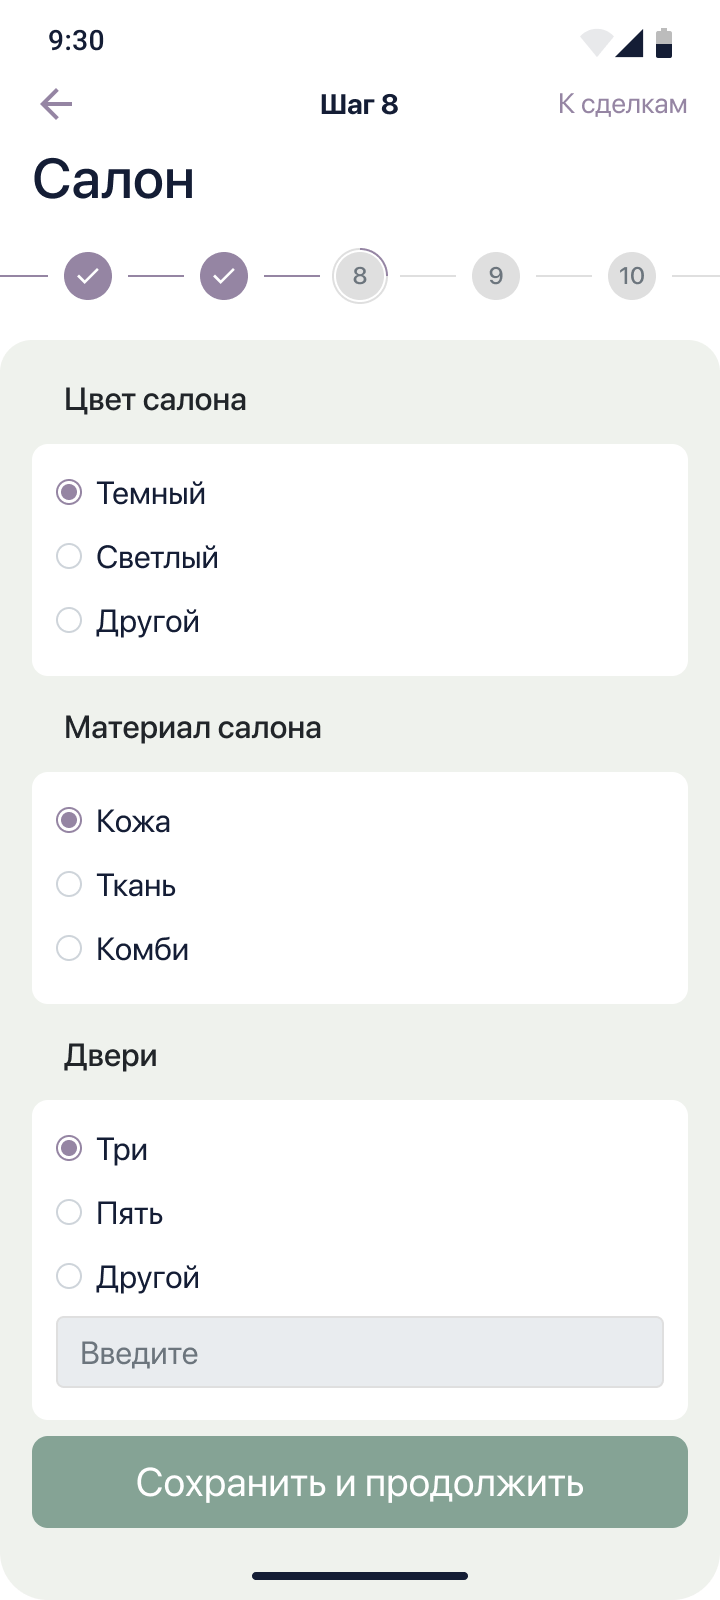 9:30
Шаг 8
К сделкам
Салон
8
9
10
Цвет салона
Темный
Светлый
Другой
Материал салона
Кожа
Ткань
Комби
Двери
Три
Пять
Другой
Введите
Сохранить и продолжить